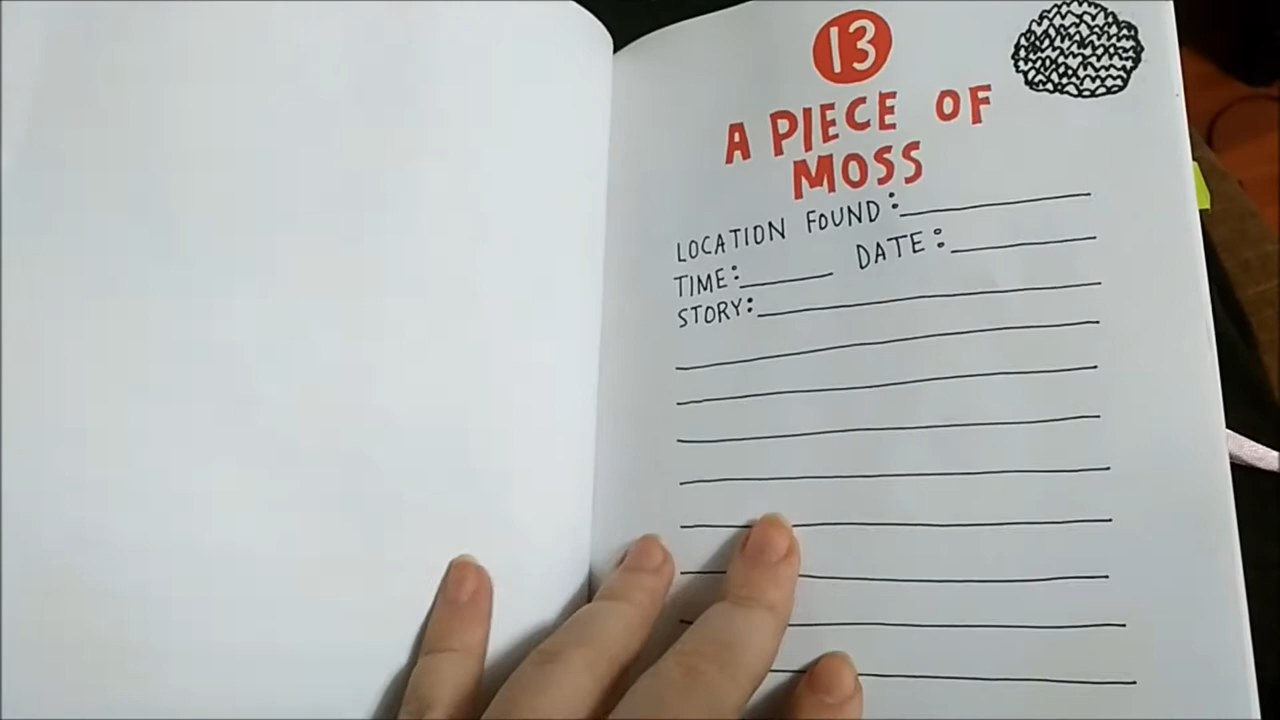 13
A PIECE OF
MOSS
LOCATION FOUND:
TIME: DATE:
STORY: